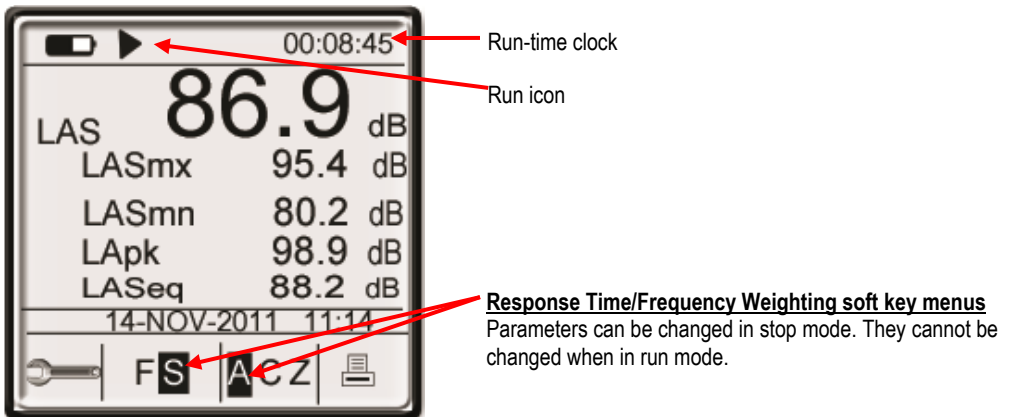 00:08:45 Run-time clock
Run icon
LAS 86.9 dB
LASmx 95.4 dB
LASmn 80.2 dB
LApk 98.9 dB
LASeq 88.2 dB
14-NOV-2011 11:14
F S A C Z
Response Time/Frequency Weighting soft key menus
Parameters can be changed in stop mode. They cannot be
changed when in run mode.